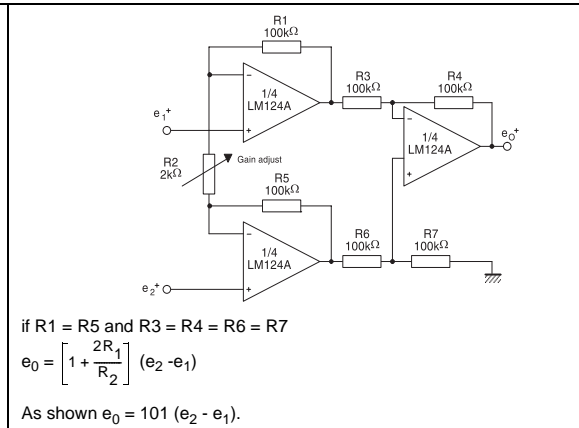 R1
100kΩ
1/4
LM124A
R3
100kΩ
R4
100kΩ
e1+
1/4
LM124A
eO+
R2
2kΩ
Gain adjust
R5
100kΩ
1/4
LM124A
R6
100kΩ
R7
100kΩ
e2+
if R1 = R5 and R3 = R4 = R6 = R7
e0 = [1 + 2R1/R2] (e2 -e1)
As shown e0 = 101 (e2 - e1).